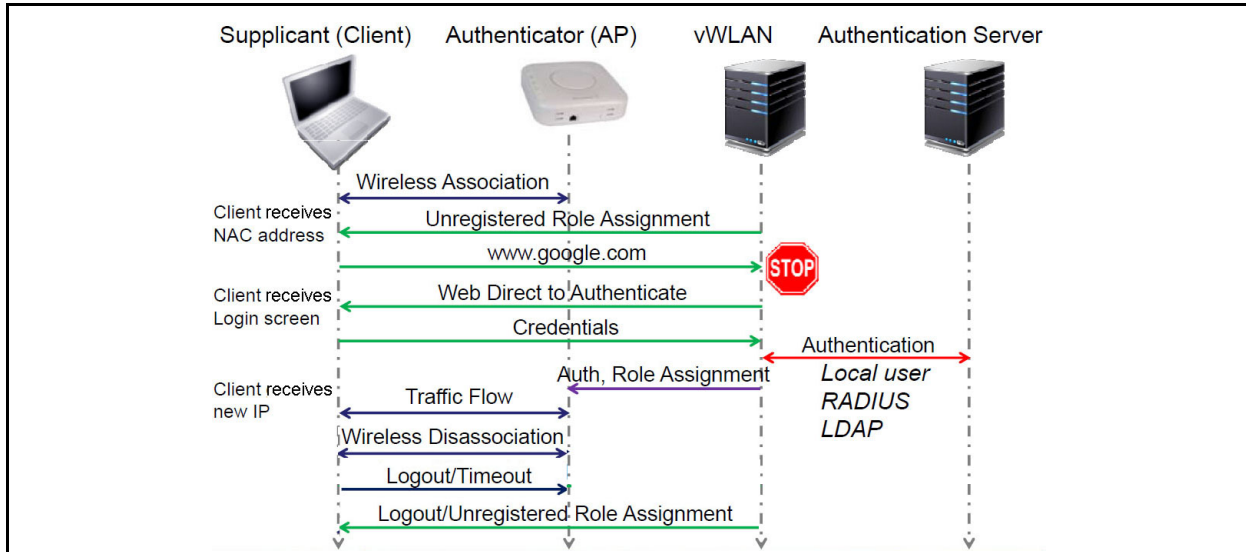 Supplicant (Client)
Authenticator (AP)
vWLAN
Authentication Server
Wireless Association
Client receives
NAC address
Unregistered Role Assignment
www.google.com
STOP
Client receives
Login screen
Web Direct to Authenticate
Credentials
Authentication
Local user
RADIUS
LDAP
Auth, Role Assignment
Client receives
new IP
Traffic Flow
Wireless Disassociation
Logout/Timeout
Logout/Unregistered Role Assignment